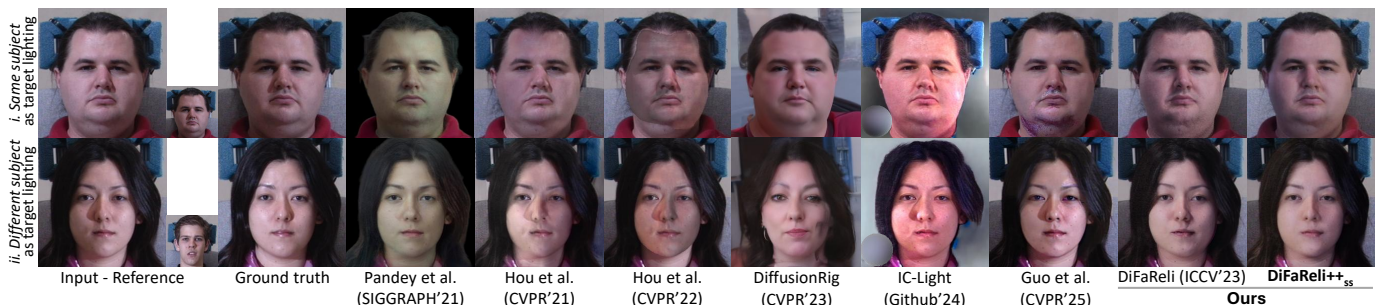 i. Same subject
as target lighting
ii. Different subject
as target lighting
Input - Reference
Ground truth
Pandey et al.
(SIGGRAPH'21)
Hou et al.
(CVPR'21)
Hou et al.
(CVPR'22)
DiffusionRig
(CVPR'23)
IC-Light
(Github'24)
Guo et al.
(CVPR'25)
DiFaReli (ICCV'23)
DiFaReli++ss
Ours